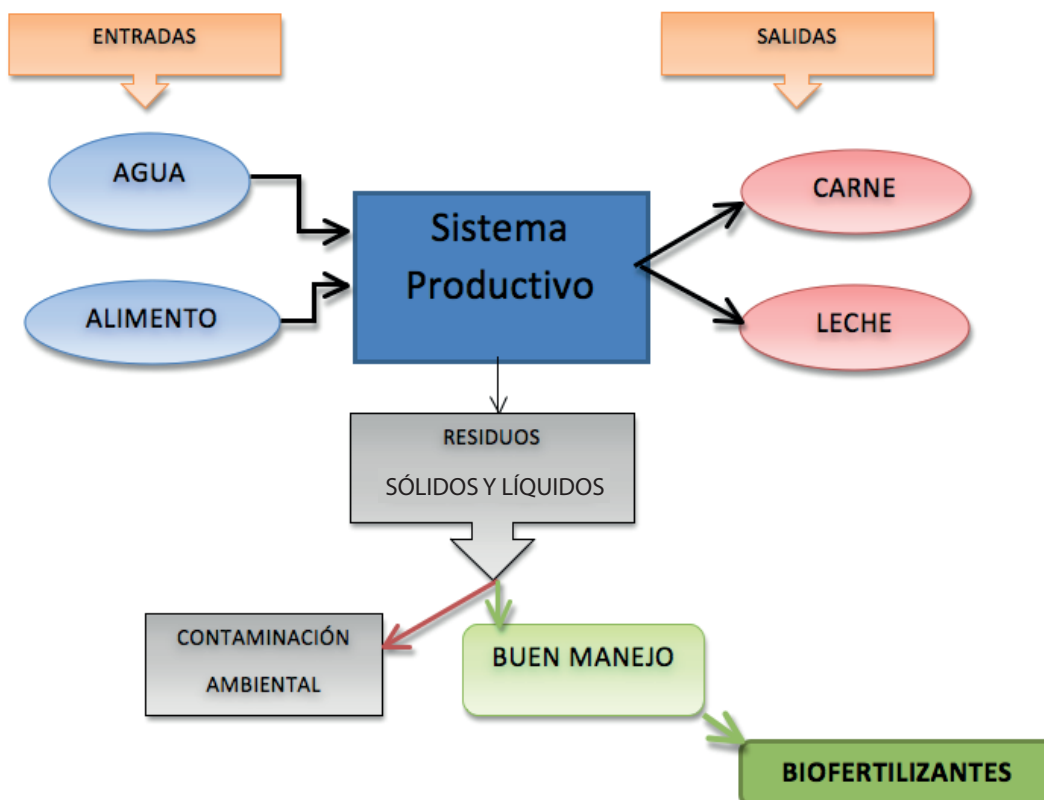 ENTRADAS
SALIDAS
AGUA
CARNE
Sistema
Productivo
ALIMENTO
LECHE
RESIDUOS
SÓLIDOS Y LÍQUIDOS
CONTAMINACIÓN
AMBIENTAL
BUEN MANEJO
BIOFERTILIZANTES